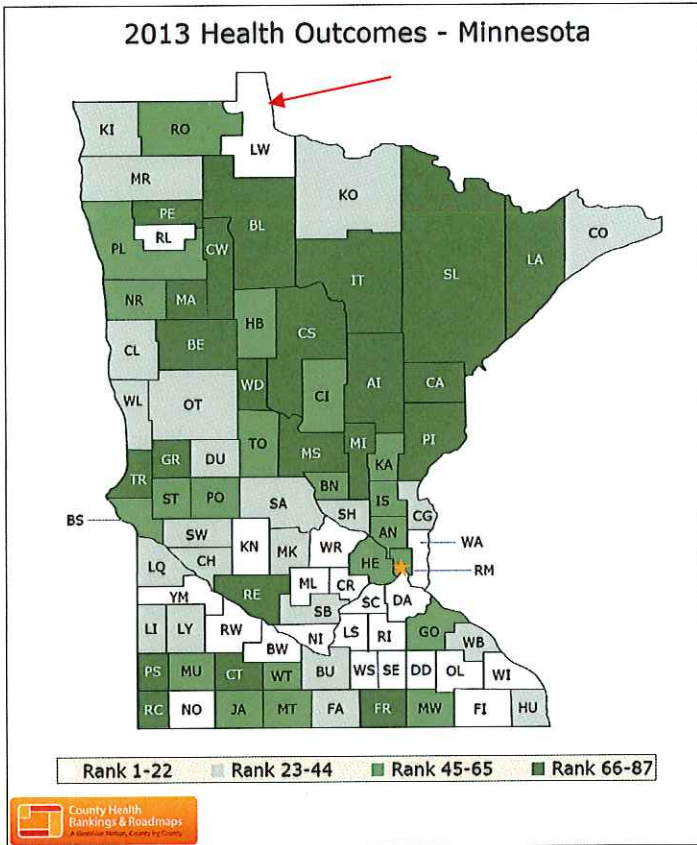 2013 Health Outcomes - Minnesota
KI
RO
LW
MR
KO
PE
BL
RL
CW
PL
CO
LA
SL
IT
NR
MA
HB
CS
CL
BE
WD
CI
AI
CA
WL
OT
TO
MI
PI
GR
DU
MS
KA
TR
BN
ST
PO
SA
SH
IS
CG
BS
SW
KN
WR
AN
WA
MK
HE
RM
LQ
CH
ML
CR
YM
RE
SB
SC
DA
LI
LY
RW
NI
LS
RI
GO
WB
BW
PS
MU
CT
WT
BU
WS
SE
DD
OL
WI
RC
NO
JA
MT
FA
FR
MW
FI
HU
Rank 1-22 Rank 23-44 Rank 45-65 Rank 66-87
County Health
Rankings & Roadmaps
A Healthier Nation, County by County